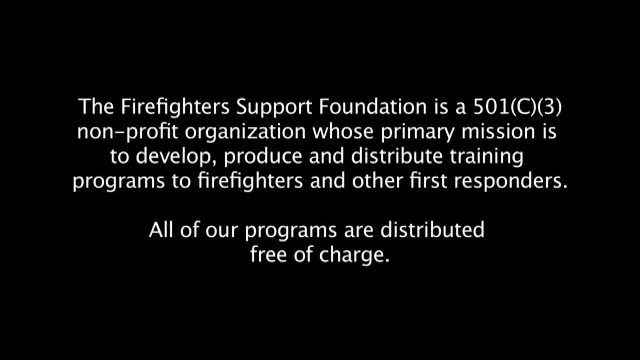 The Firefighters Support Foundation is a 501(C)(3)
non-profit organization whose primary mission is
to develop, produce and distribute training
programs to firefighters and other first responders.
All of our programs are distributed
free of charge.